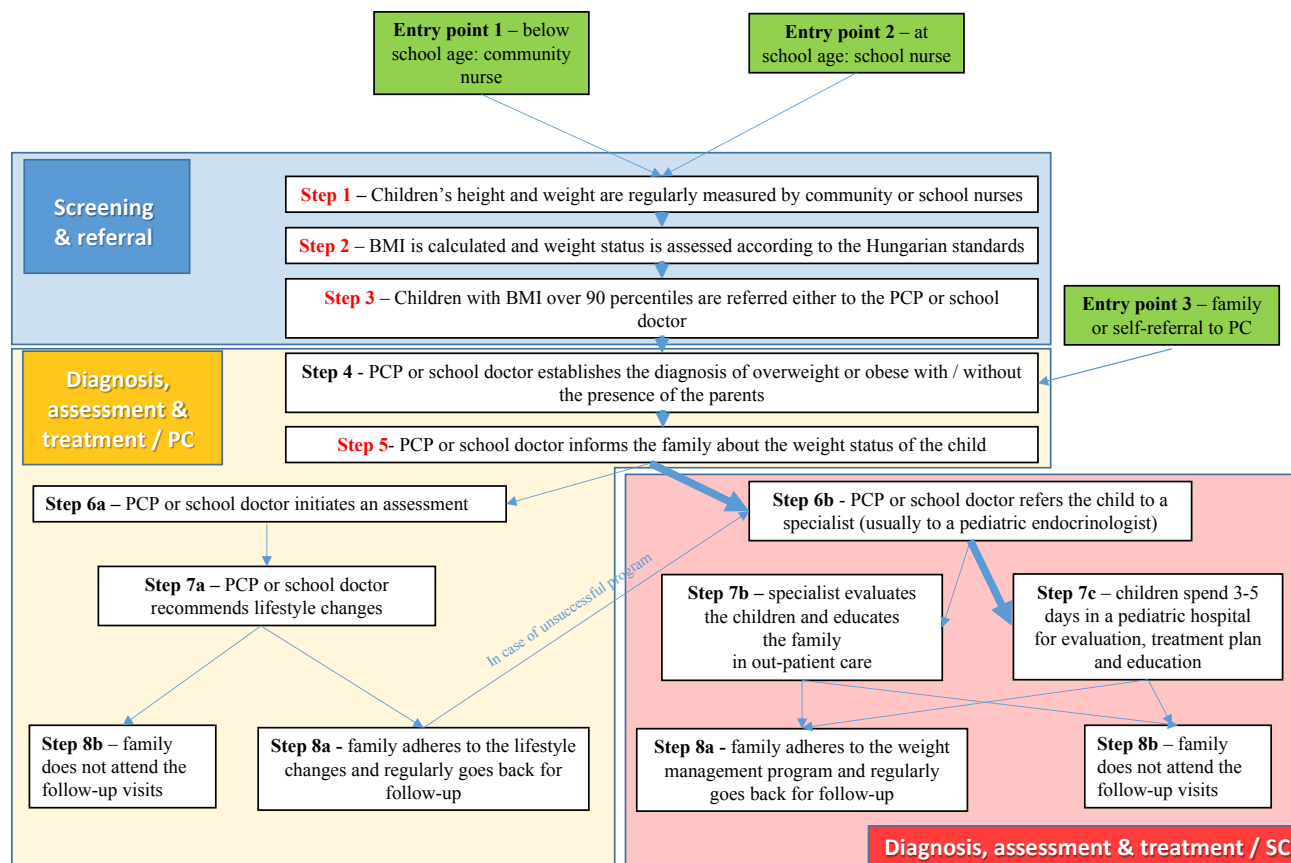 Entry point 1 – below
school age: community
nurse
Entry point 2 – at
school age: school nurse
Screening
& referral
Step 1 – Children's height and weight are regularly measured by community or school nurses
Step 2 – BMI is calculated and weight status is assessed according to the Hungarian standards
Step 3 – Children with BMI over 90 percentiles are referred either to the PCP or school
doctor
Entry point 3 – family
or self-referral to PC
Diagnosis,
assessment &
treatment / PC
Step 4 - PCP or school doctor establishes the diagnosis of overweight or obese with / without
the presence of the parents
Step 5- PCP or school doctor informs the family about the weight status of the child
Step 6a – PCP or school doctor initiates an assessment
Step 6b - PCP or school doctor refers the child to a
specialist (usually to a pediatric endocrinologist)
Step 7a – PCP or school doctor
recommends lifestyle changes
In case of unsuccessful program
Step 7b – specialist evaluates
the children and educates
the family
in out-patient care
Step 7c – children spend 3-5
days in a pediatric hospital
for evaluation, treatment plan
and education
Step 8b – family
does not attend the
follow-up visits
Step 8a - family adheres to the lifestyle
changes and regularly goes back for
follow-up
Step 8a - family adheres to the weight
management program and regularly
goes back for follow-up
Step 8b – family
does not attend the
follow-up visits
Diagnosis, assessment & treatment / SC